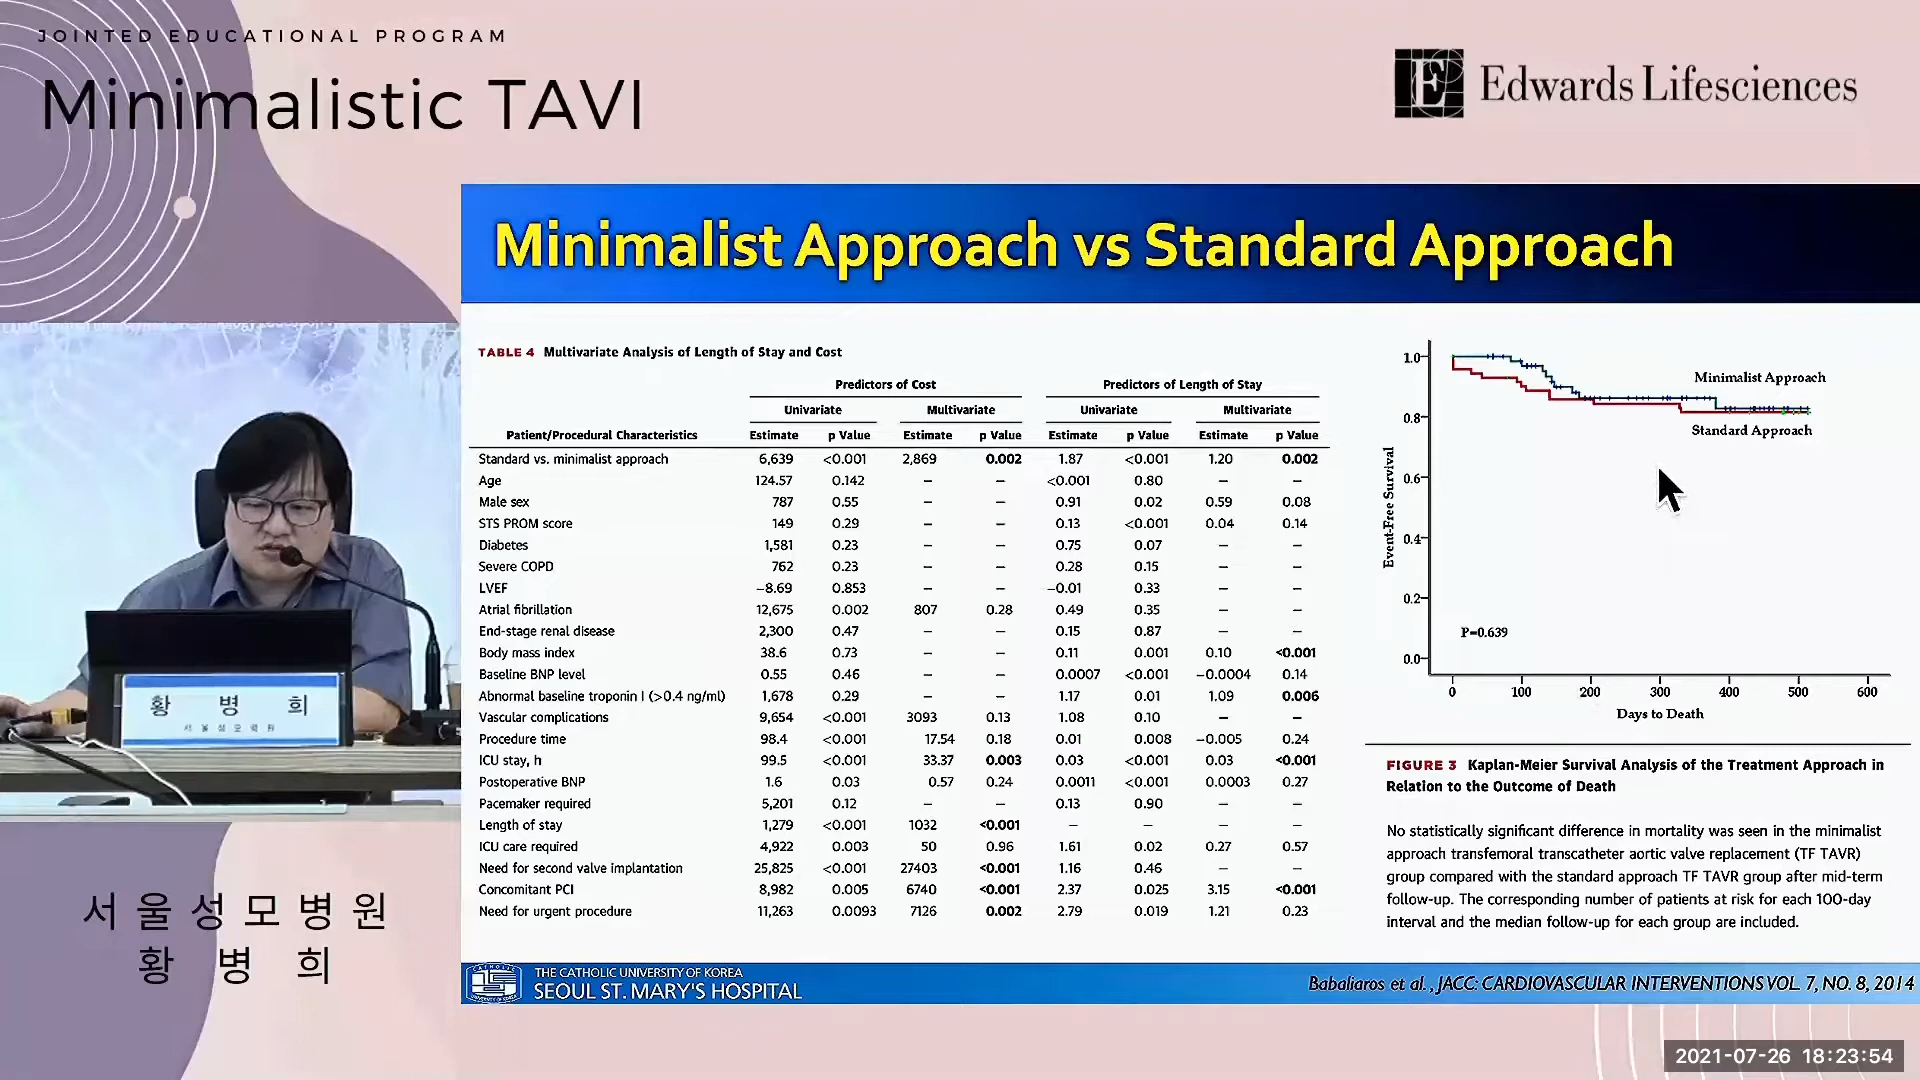 JOINTED EDUCATIONAL PROGRAM
Minimalistic TAVI
Edwards Lifesciences
Minimalist Approach vs Standard Approach
TABLE 4 Multivariate Analysis of Length of Stay and Cost
Predictors of Cost Predictors of Length of Stay
Univariate Multivariate Univariate Multivariate
Patient/Procedural Characteristics Estimate p Value Estimate p Value Estimate p Value Estimate p Value
Standard vs. minimalist approach 6,639 <0.001 2,869 0.002 1.87 <0.001 1.20 0.002
Age 124.57 0.142 – – <0.001 0.80 – –
Male sex 787 0.55 – – 0.91 0.02 0.59 0.08
STS PROM score 149 0.29 – – 0.13 <0.001 0.04 0.14
Diabetes 1,581 0.23 – – 0.75 0.07 – –
Severe COPD 762 0.23 – – 0.28 0.15 – –
LVEF –8.69 0.853 – – –0.01 0.33 – –
Atrial fibrillation 12,675 0.002 807 0.28 0.49 0.35 – –
End-stage renal disease 2,300 0.47 – – 0.15 0.87 – –
Body mass index 38.6 0.73 – – 0.11 0.001 0.10 <0.001
Baseline BNP level 0.55 0.46 – – 0.0007 <0.001 –0.0004 0.14
Abnormal baseline troponin I (>0.4 ng/ml) 1,678 0.29 – – 1.17 0.01 1.09 0.006
Vascular complications 9,654 <0.001 3093 0.13 1.08 0.10 – –
Procedure time 98.4 <0.001 17.54 0.18 0.01 0.008 –0.005 0.24
ICU stay, h 99.5 <0.001 33.37 0.003 0.03 <0.001 0.03 <0.001
Postoperative BNP 1.6 0.03 0.57 0.24 0.0011 <0.001 0.0003 0.27
Pacemaker required 5,201 0.12 – – 0.13 0.90 – –
Length of stay 1,279 <0.001 1032 <0.001 – – – –
ICU care required 4,922 0.003 50 0.96 1.61 0.02 0.27 0.57
Need for second valve implantation 25,825 <0.001 27403 <0.001 1.16 0.46 – –
Concomitant PCI 8,982 0.005 6740 <0.001 2.37 0.025 3.15 <0.001
Need for urgent procedure 11,263 0.0093 7126 0.002 2.79 0.019 1.21 0.23
Event-Free Survival
1.0
0.8
0.6
0.4
0.2
0.0
Minimalist Approach
Standard Approach
P=0.639
0 100 200 300 400 500 600
Days to Death
FIGURE 3 Kaplan-Meier Survival Analysis of the Treatment Approach in
Relation to the Outcome of Death
No statistically significant difference in mortality was seen in the minimalist
approach transfemoral transcatheter aortic valve replacement (TF TAVR)
group compared with the standard approach TF TAVR group after mid-term
follow-up. The corresponding number of patients at risk for each 100-day
interval and the median follow-up for each group are included.
황 병 희
서울성모병원
서울성모병원
황 병 희
THE CATHOLIC UNIVERSITY OF KOREA
SEOUL ST. MARY'S HOSPITAL
Babaliaros et al., JACC: CARDIOVASCULAR INTERVENTIONS VOL. 7, NO. 8, 2014
2021-07-26 18:23:54